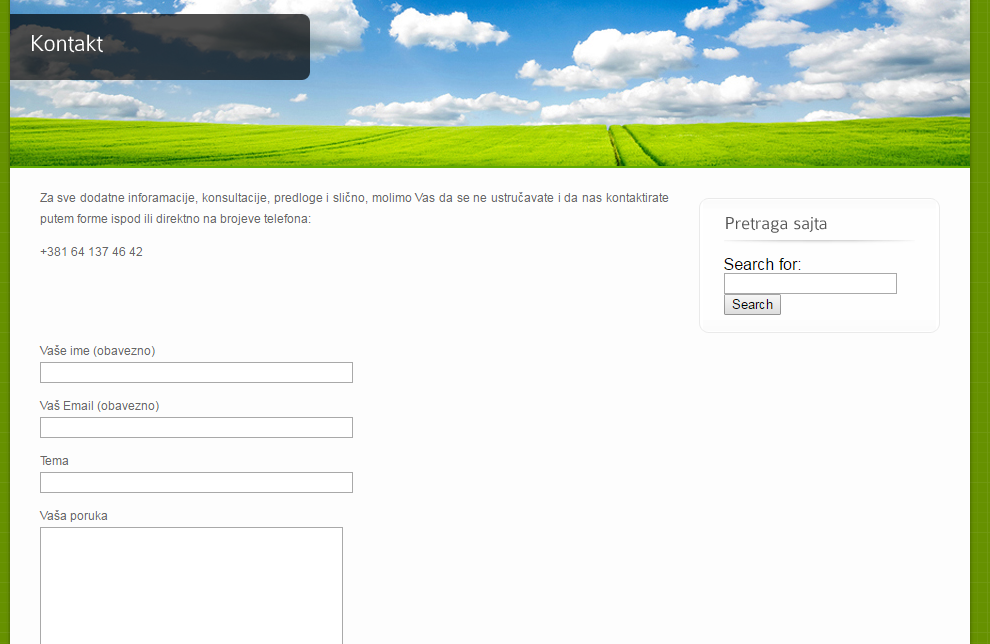 Kontakt
Za sve dodatne inforamacije, konsultacije, predloge i slično, molimo Vas da se ne ustručavate i da nas kontaktirate
putem forme ispod ili direktno na brojeve telefona:
+381 64 137 46 42
Pretraga sajta
Search for:
Search
Vaše ime (obavezno)
Vaš Email (obavezno)
Tema
Vaša poruka